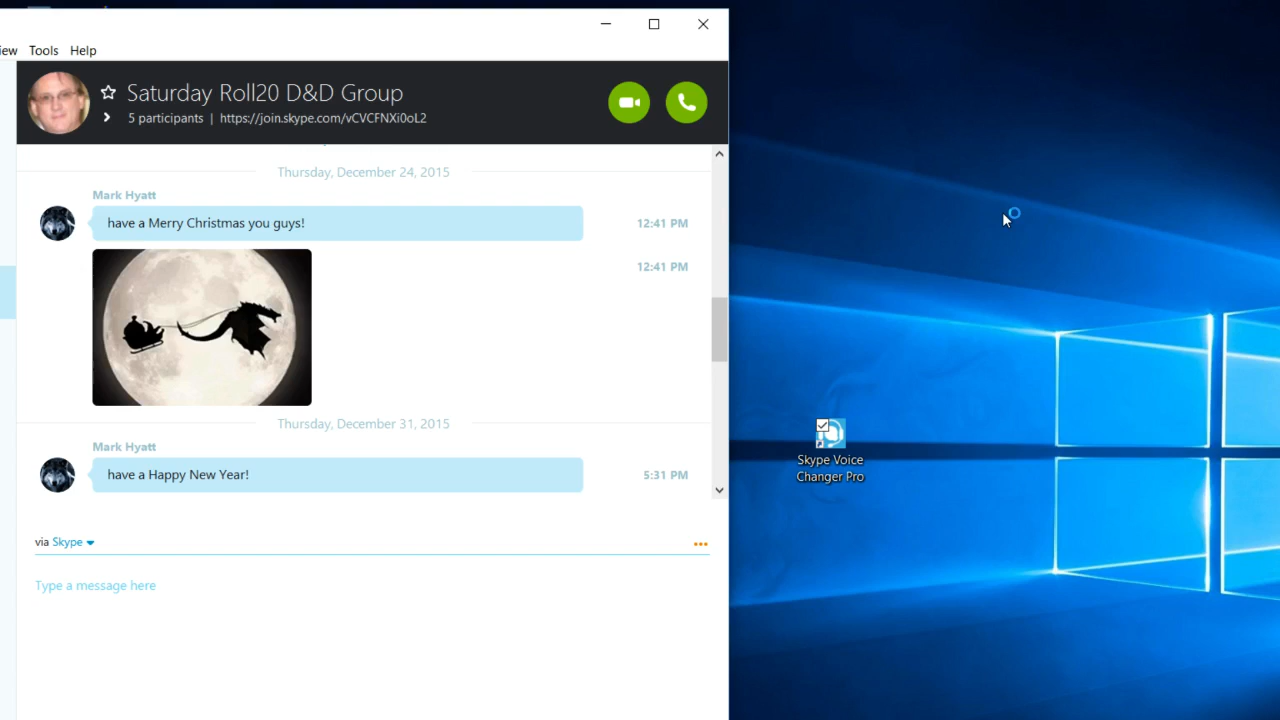 iew Tools Help
Saturday Roll20 D&D Group
5 participants | https://join.skype.com/vCVCFNXi0oL2
Thursday, December 24, 2015
Mark Hyatt
have a Merry Christmas you guys! 12:41 PM
12:41 PM
Thursday, December 31, 2015
Mark Hyatt
have a Happy New Year! 5:31 PM
via Skype
Type a message here
Skype Voice
Changer Pro